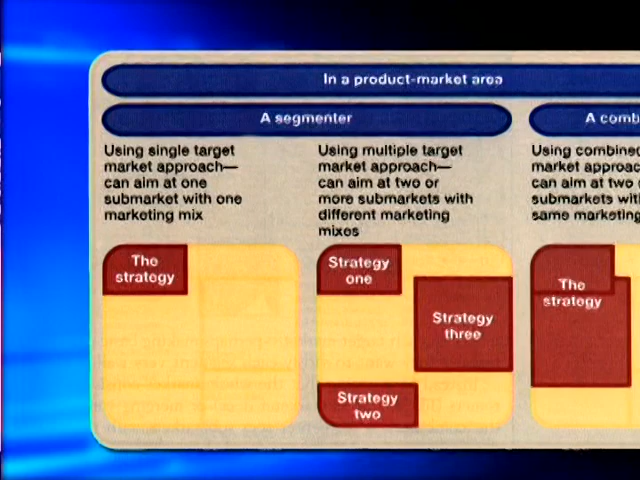 In a product-market area
A segmenter
A comb
Using single target
market approach—
can aim at one
submarket with one
marketing mix
Using multiple target
market approach—
can aim at two or
more submarkets with
different marketing
mixes
Using combined
market approac
can aim at two o
submarkets with
same marketing
The
strategy
Strategy
one
Strategy
three
Strategy
two
The
strategy